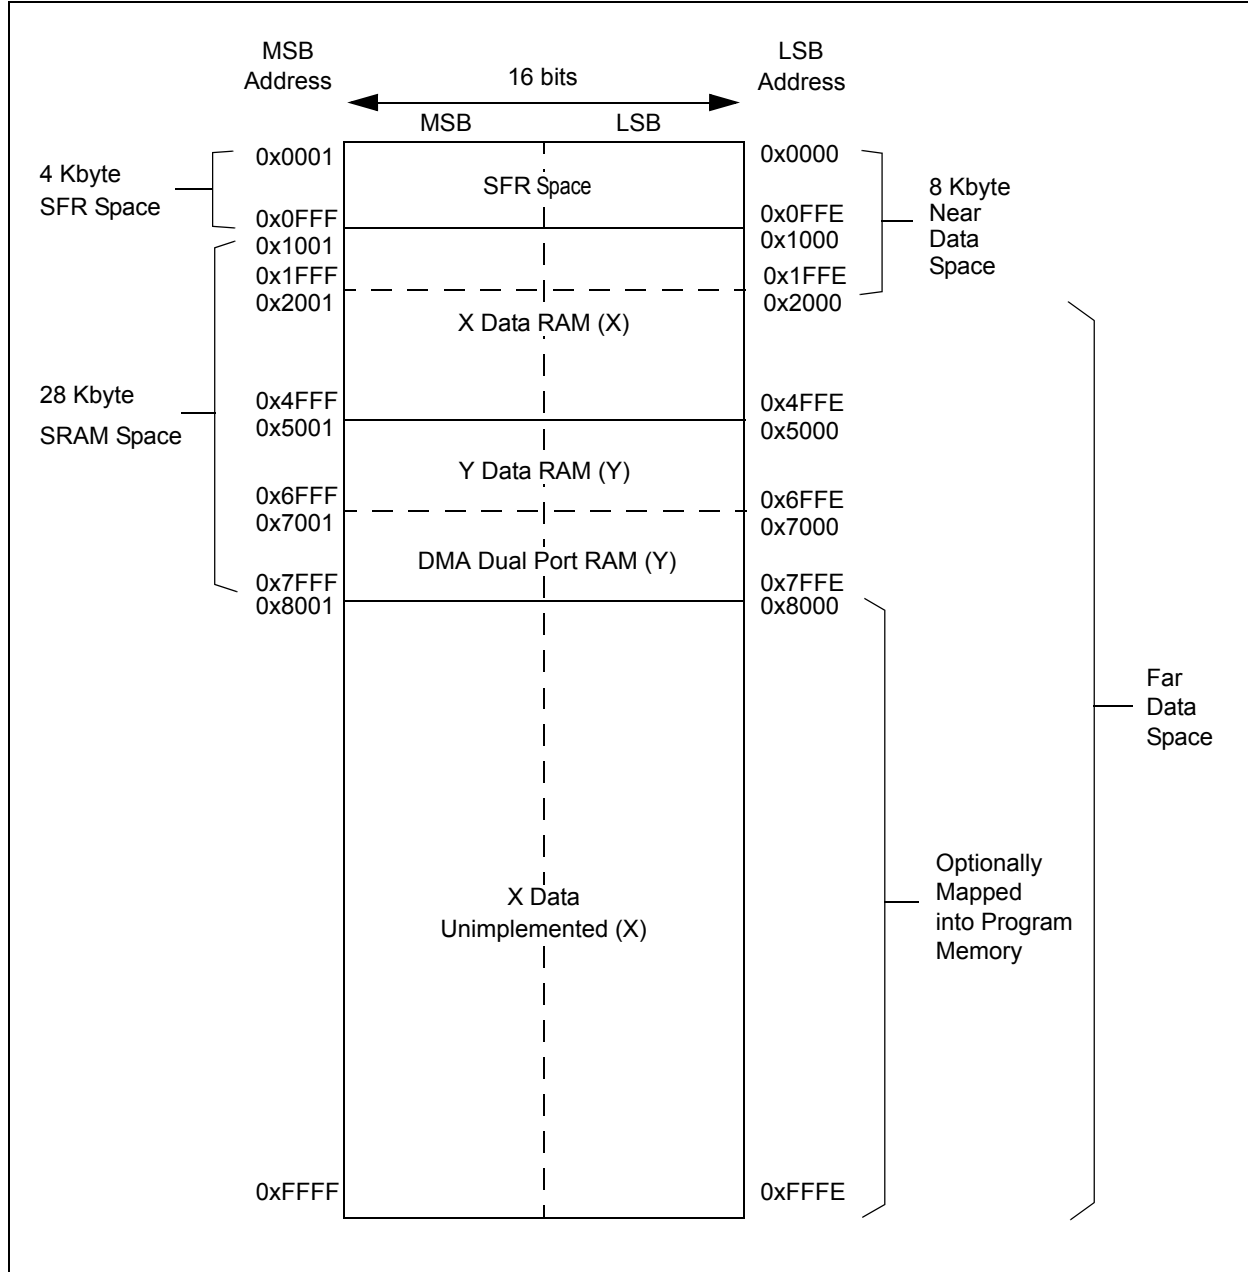 MSB
Address
LSB
Address
16 bits
MSB
LSB
4 Kbyte
SFR Space
0x0001
0x0FFF
SFR Space
0x0000
0x0FFE
8 Kbyte
Near
Data
Space
28 Kbyte
SRAM Space
0x1001
0x1FFF
0x2001
0x1000
0x1FFE
0x2000
X Data RAM (X)
0x4FFF
0x5001
0x4FFE
0x5000
Y Data RAM (Y)
0x6FFF
0x7001
0x6FFE
0x7000
DMA Dual Port RAM (Y)
0x7FFF
0x8001
0x7FFE
0x8000
Far
Data
Space
X Data
Unimplemented (X)
Optionally
Mapped
into Program
Memory
0xFFFF
0xFFFE